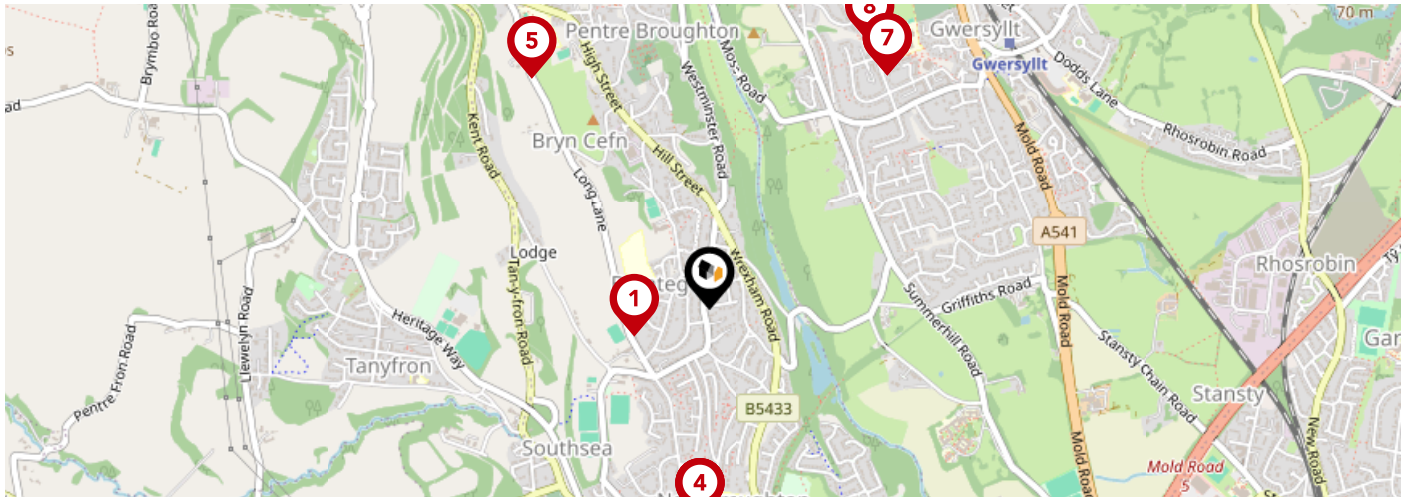 8
70 m
Brymbo Road
5
Pentre Broughton
7
Gwersyllt
Gwersyllt
High Street
Moss Road
Dodds Lane
Westminster Road
Kent Road
Bryn Cefn
Mold Road
Rhosrobin Road
Hill Street
Long Lane
A541
Lodge
Wrexham Road
Rhosrobin
1
Tan-y-fron Road
Summerhill Road
Griffiths Road
Mold Road
Llewelyn Road
Heritage Way
Stansty Chain Road
Pentre Fron Road
Tanyfron
Stansty
B5433
Southsea
New Road
Mold Road
Mold Road
5
4